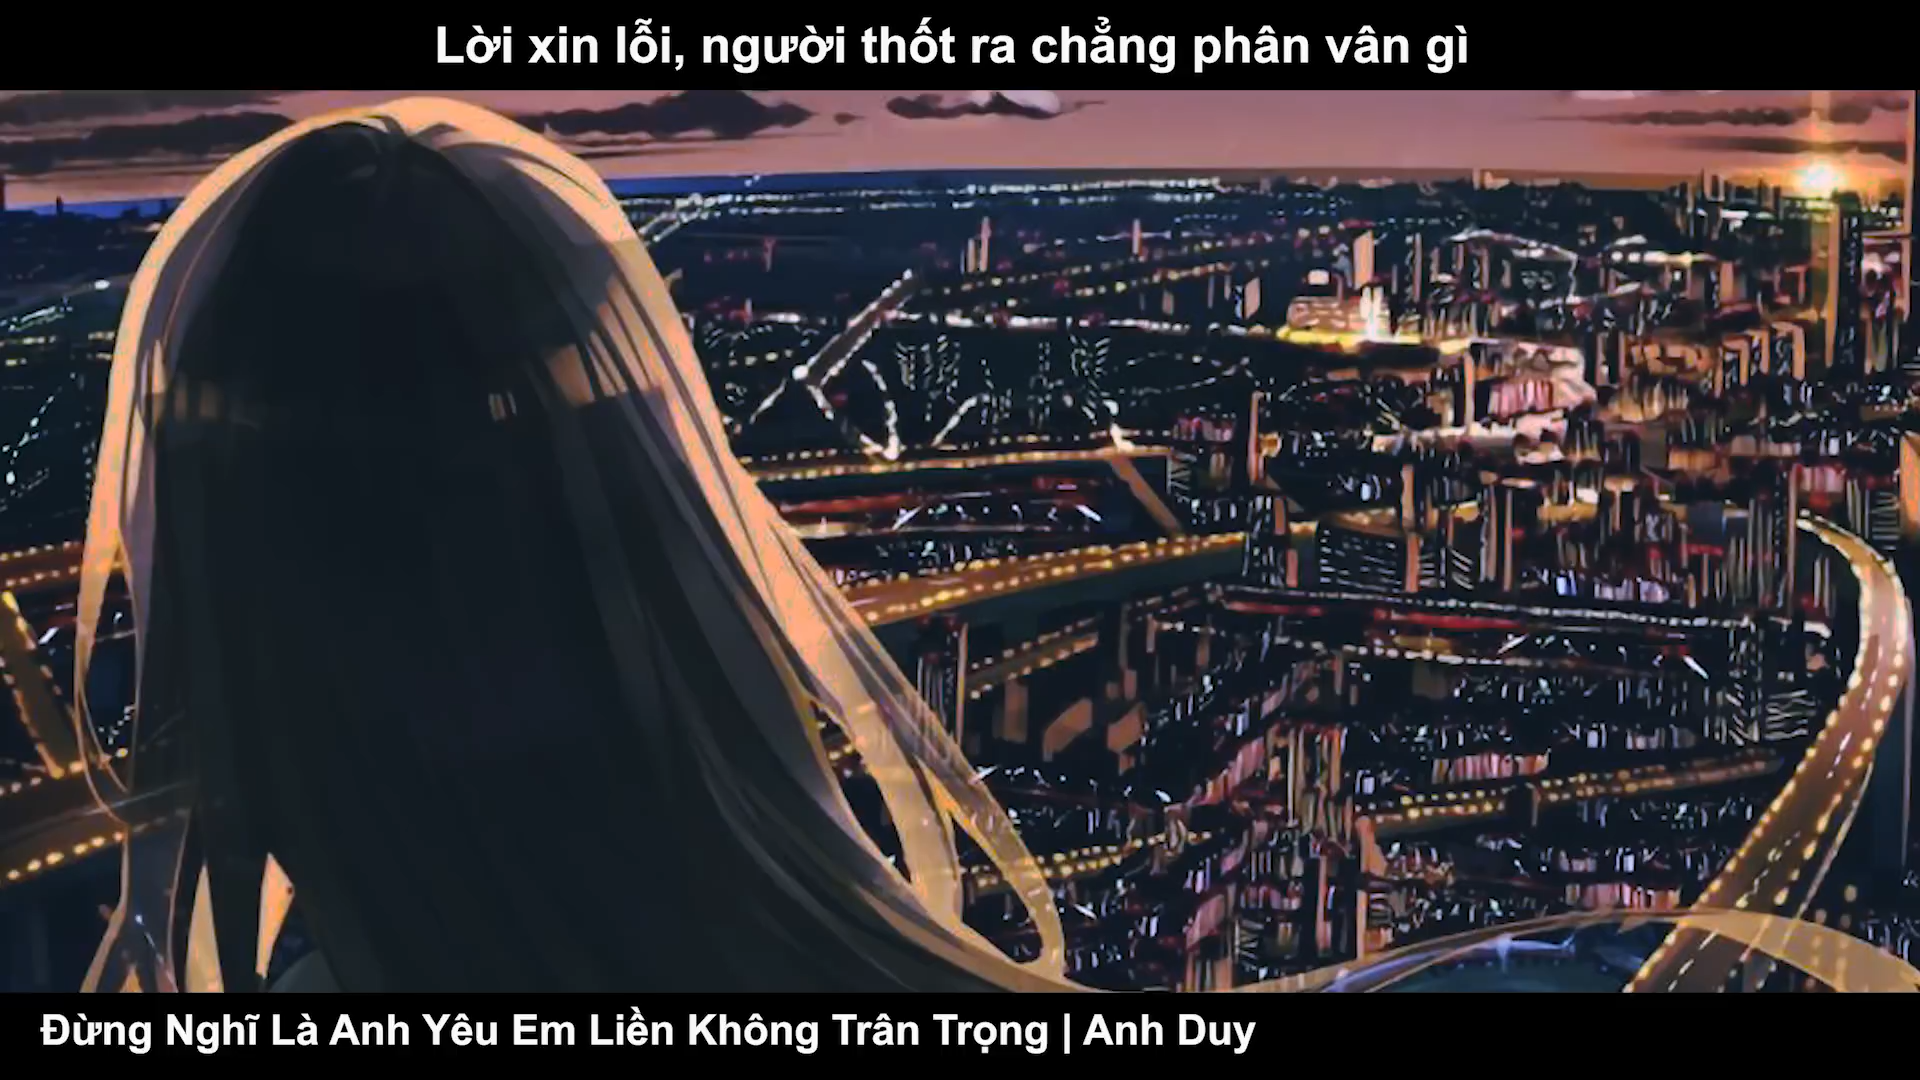 Lời xin lỗi, người thốt ra chẳng phân vân gì
Đừng Nghĩ Là Anh Yêu Em Liền Không Trân Trọng | Anh Duy